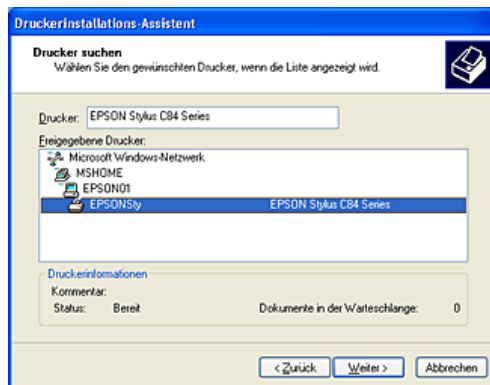 Druckerinstallations-Assistent
Drucker suchen
Wählen Sie den gewünschten Drucker, wenn die Liste angezeigt wird.
Drucker: EPSON Stylus C84 Series
Freigegebene Drucker:
Microsoft Windows-Netzwerk
MSHOME
EPSON01
EPSONSty EPSON Stylus C84 Series
Druckerinformationen
Kommentar:
Status: Bereit Dokumente in der Warteschlange: 0
< Zurück Weiter > Abbrechen